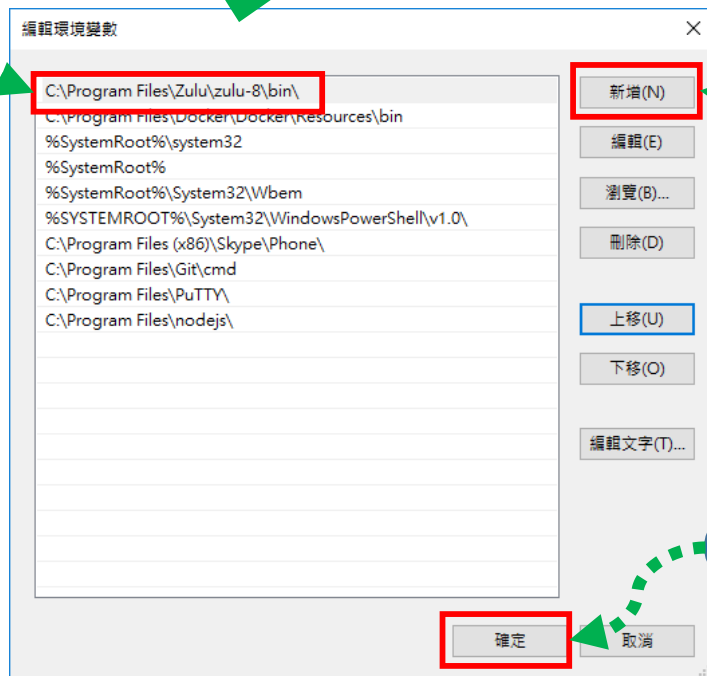 編輯環境變數
C:\Program Files\Zulu\zulu-8\bin\
新增(N)
C:\Program Files\Docker\Docker\Resources\bin
%SystemRoot%\system32
編輯(E)
%SystemRoot%
%SystemRoot%\System32\Wbem
瀏覽(B)...
%SYSTEMROOT%\System32\WindowsPowerShell\v1.0\
C:\Program Files (x86)\Skype\Phone\
刪除(D)
C:\Program Files\Git\cmd
C:\Program Files\PuTTY\
C:\Program Files\nodejs\
上移(U)
下移(O)
編輯文字(T)...
確定
取消